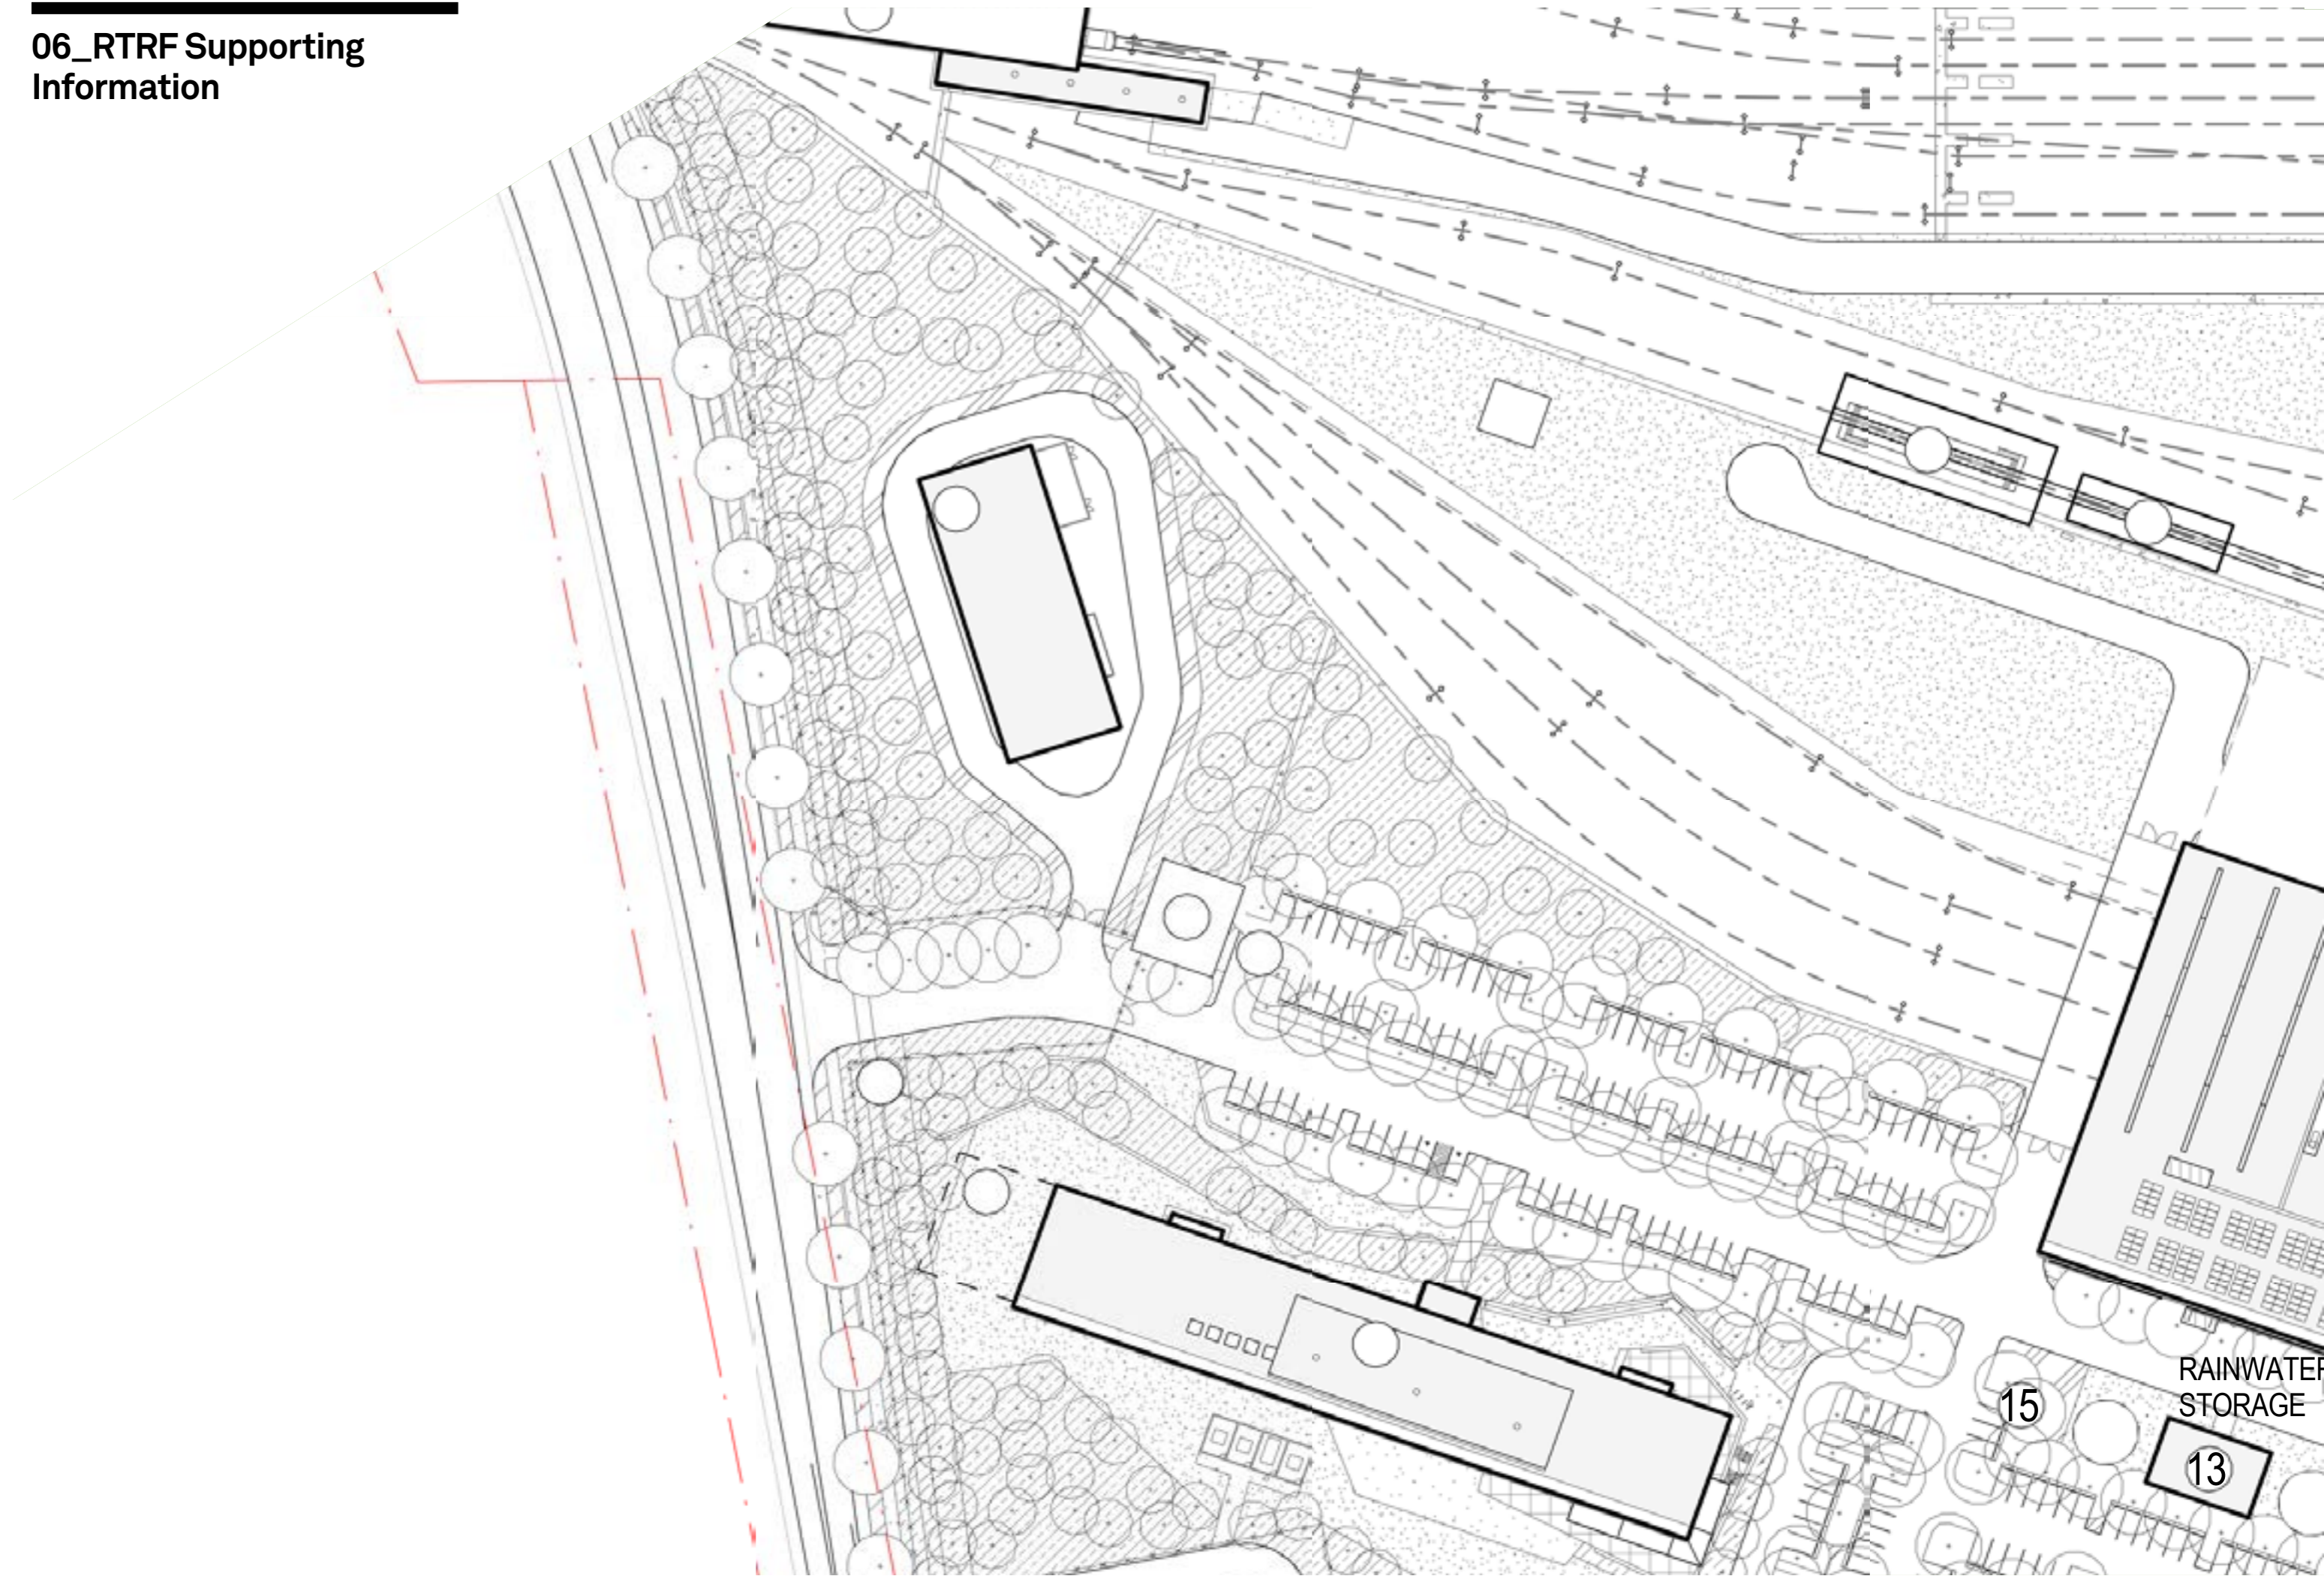 06_RTRF Supporting
Information
RAINWATER
STORAGE
15
13